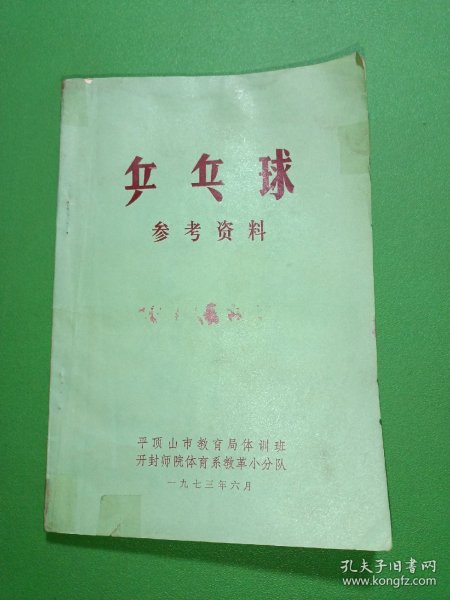 乒乓球
参考资料
平顶山市教育局体训班
开封师院体育系教革小分队
一九七三年六月
孔夫子旧书网
www.kongfz.com